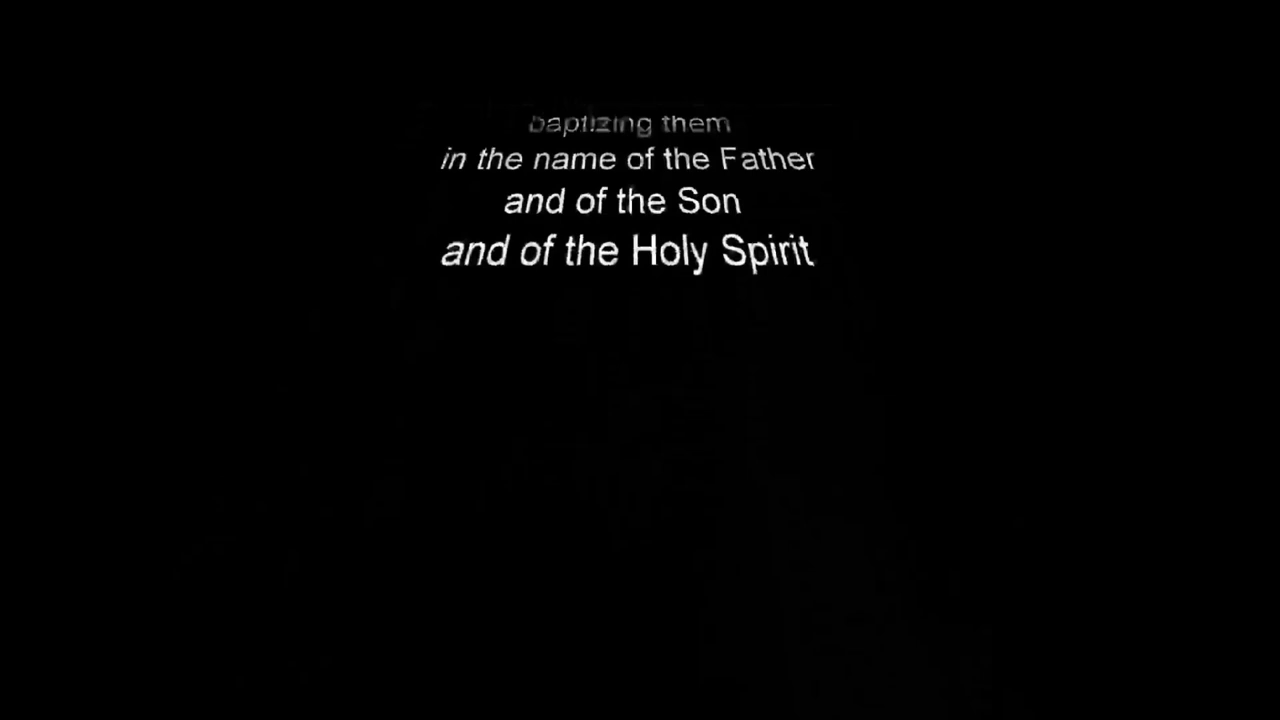 baptizing them
in the name of the Father
and of the Son
and of the Holy Spirit